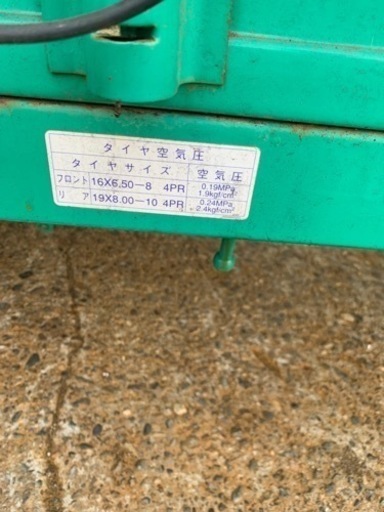 タイヤ空気圧
タイヤサイズ 空気圧
フロント 16X6.50-8 4PR 0.19MPa 1.9kgf/cm²
リア 19X8.00-10 4PR 0.24MPa 2.4kgf/cm²